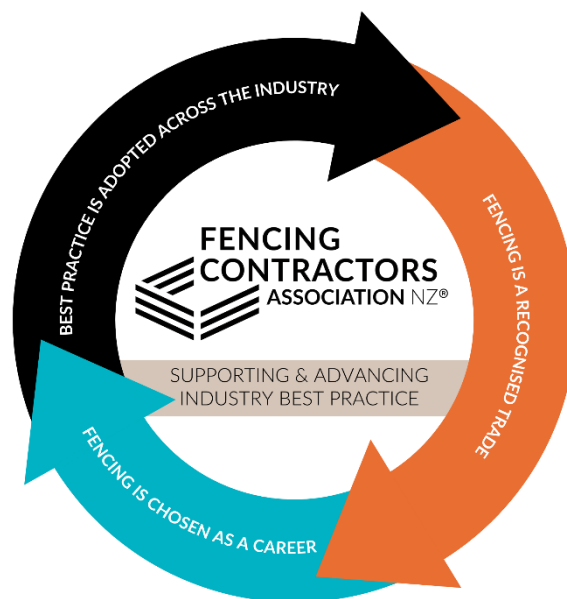 BEST PRACTICE IS ADOPTED ACROSS THE INDUSTRY
FENCING IS A RECOGNISED TRADE
FENCING IS CHOSEN AS A CAREER
FENCING
CONTRACTORS
ASSOCIATION NZ®
SUPPORTING & ADVANCING
INDUSTRY BEST PRACTICE